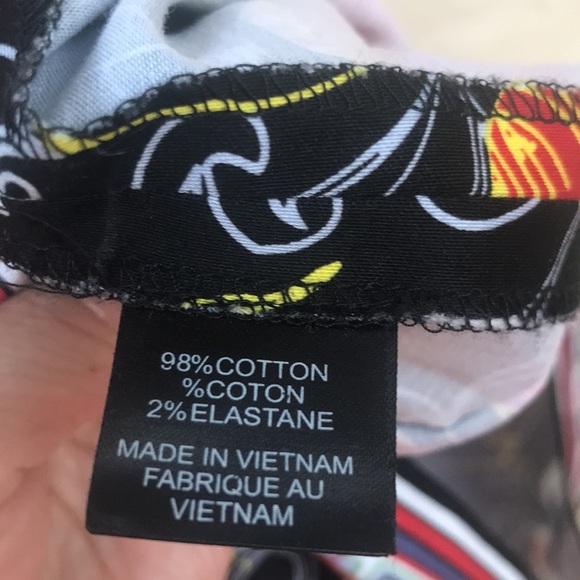 98%COTTON
%COTON
2%ELASTANE
MADE IN VIETNAM
FABRIQUE AU
VIETNAM